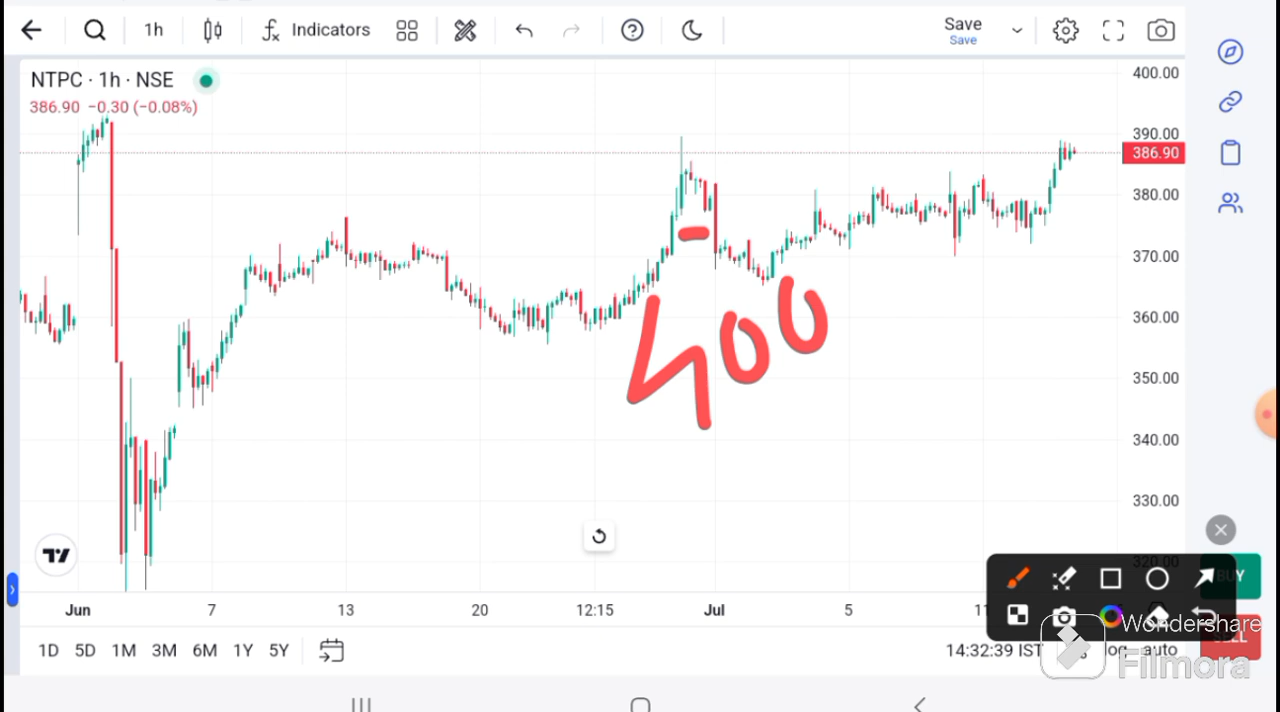 1h Indicators Save
Save
NTPC · 1h · NSE
386.90 −0.30 (−0.08%)
400.00
390.00
386.90
380.00
370.00
360.00
350.00
340.00
330.00
320.00
- 400
Jun 7 13 20 12:15 Jul 5
1D 5D 1M 3M 6M 1Y 5Y
14:32:39 IST
log auto
BUY
SELL
Wondershare
Filmora